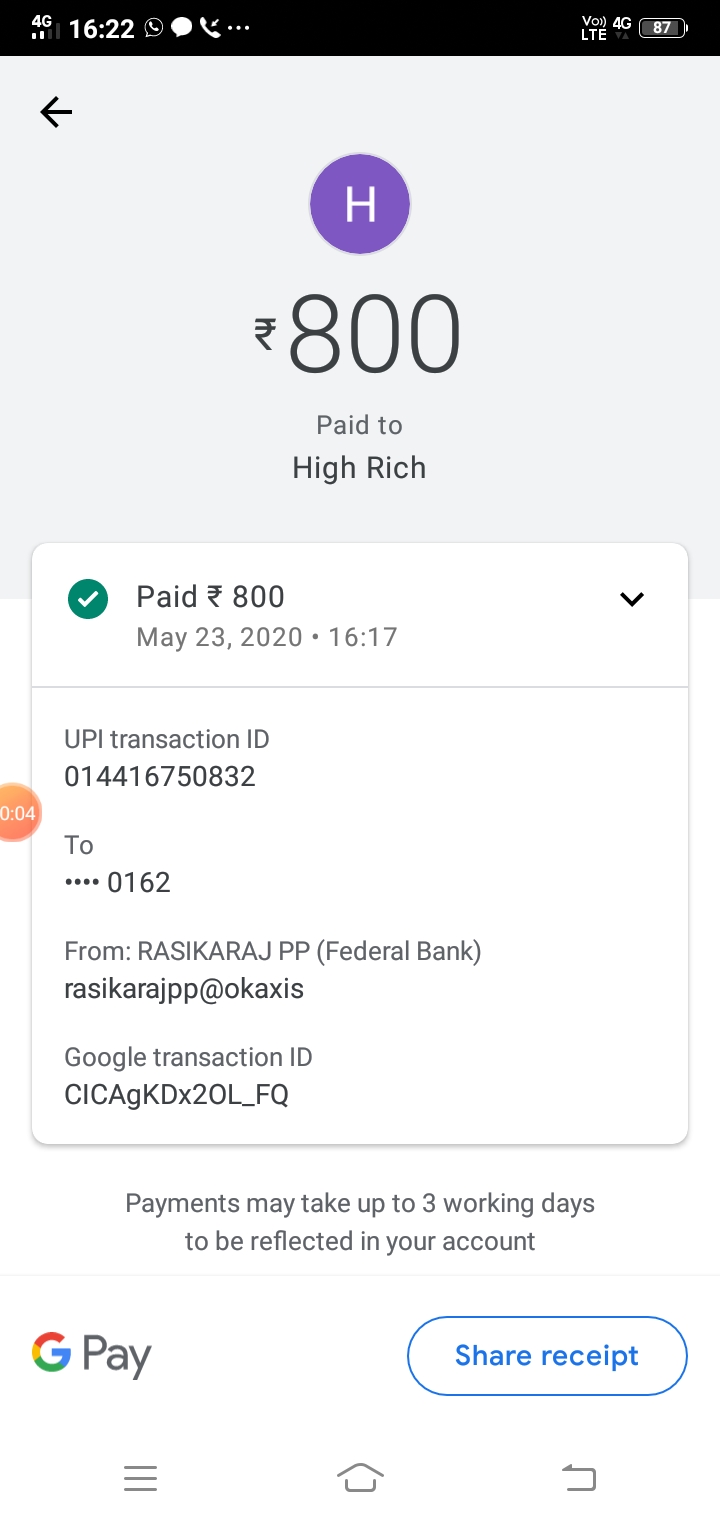 4G 16:22 Vo)) LTE 4G 87
H
₹800
Paid to
High Rich
Paid ₹ 800
May 23, 2020 • 16:17
UPI transaction ID
014416750832
0:04
To
•••• 0162
From: RASIKARAJ PP (Federal Bank)
rasikarajpp@okaxis
Google transaction ID
CICAgKDx2OL_FQ
Payments may take up to 3 working days
to be reflected in your account
G Pay Share receipt